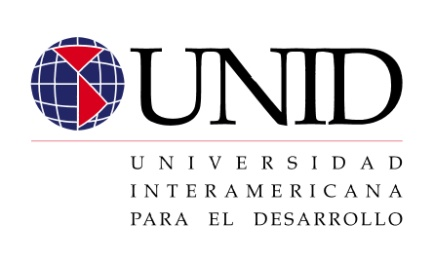 UNID
UNIVERSIDAD
INTERAMERICANA
PARA EL DESARROLLO